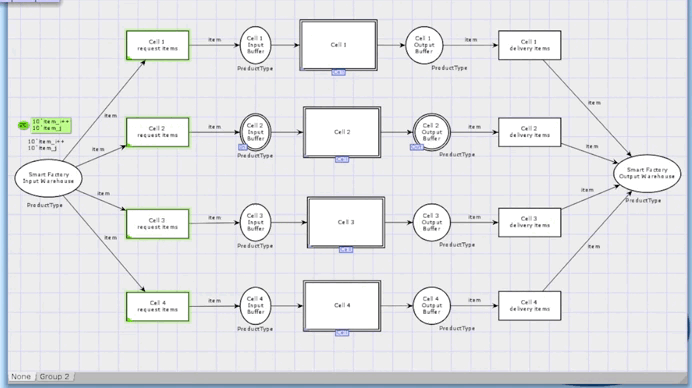 Cell 1
request items
item
Cell 1
Input
Buffer
ProductType
Cell 1
Cell 1
Output
Buffer
ProductType
item
Cell 1
delivery items
item
20
10`item_i++
10`item_j
10`item_i++
10`item_j
Smart Factory
Input Warehouse
ProductType
item
item
item
item
Cell 2
request items
item
Cell 2
Input
Buffer
ProductType
Cell 2
Cell 2
Output
Buffer
ProductType
item
Cell 2
delivery items
item
Smart Factory
Output Warehouse
ProductType
Cell 3
request items
item
Cell 3
Input
Buffer
ProductType
Cell 3
Cell 3
Output
Buffer
ProductType
item
Cell 3
delivery items
item
Cell 4
request items
item
Cell 4
Input
Buffer
ProductType
Cell 4
Cell 4
Output
Buffer
ProductType
item
Cell 4
delivery items
item
None
Group 2